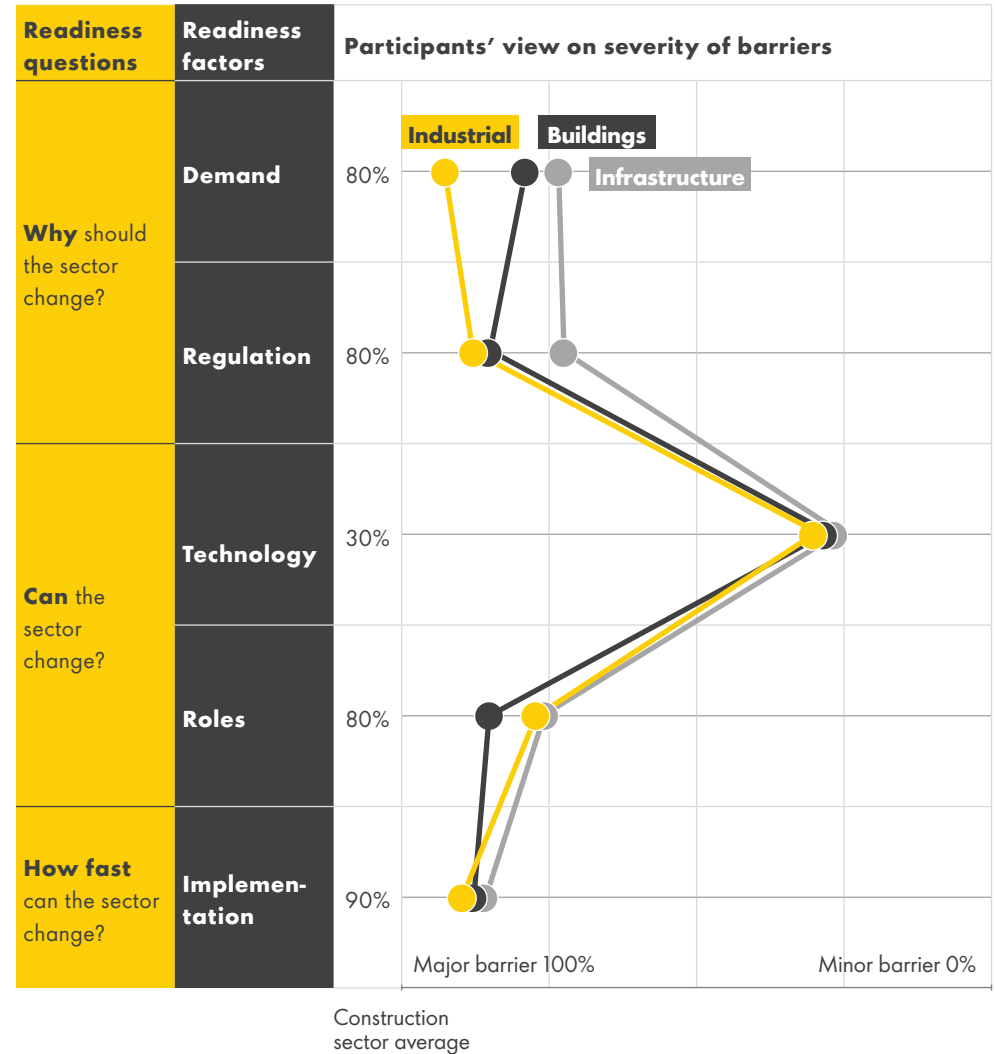 Readiness
questions
Readiness
factors
Participants’ view on severity of barriers
Industrial
Buildings
Infrastructure
Why should
the sector
change?
Demand
80%
Regulation
80%
Can the
sector
change?
Technology
30%
Roles
80%
How fast
can the sector
change?
Implemen-
tation
90%
Major barrier 100%
Minor barrier 0%
Construction
sector average